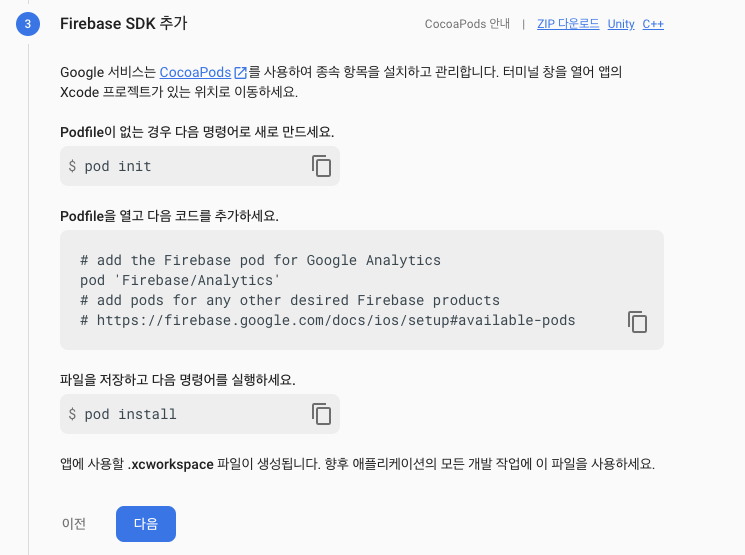 3 Firebase SDK 추가 CocoaPods 안내 | ZIP 다운로드 Unity C++
Google 서비스는 CocoaPods를 사용하여 종속 항목을 설치하고 관리합니다. 터미널 창을 열어 앱의
Xcode 프로젝트가 있는 위치로 이동하세요.
Podfile이 없는 경우 다음 명령어로 새로 만드세요.
$ pod init
Podfile을 열고 다음 코드를 추가하세요.
# add the Firebase pod for Google Analytics
pod 'Firebase/Analytics'
# add pods for any other desired Firebase products
# https://firebase.google.com/docs/ios/setup#available-pods
파일을 저장하고 다음 명령어를 실행하세요.
$ pod install
앱에 사용할 .xcworkspace 파일이 생성됩니다. 향후 애플리케이션의 모든 개발 작업에 이 파일을 사용하세요.
이전 다음